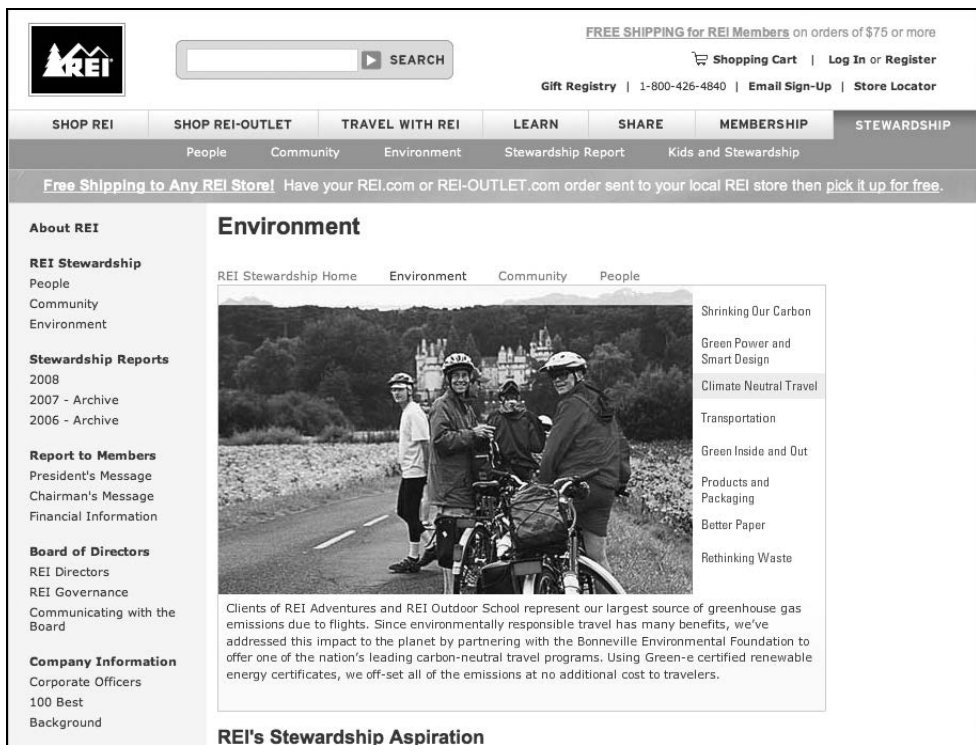 REI
SEARCH
FREE SHIPPING for REI Members on orders of $75 or more
Shopping Cart | Log In or Register
Gift Registry | 1-800-426-4840 | Email Sign-Up | Store Locator
SHOP REI SHOP REI-OUTLET TRAVEL WITH REI LEARN SHARE MEMBERSHIP STEWARDSHIP
People Community Environment Stewardship Report Kids and Stewardship
Free Shipping to Any REI Store! Have your REI.com or REI-OUTLET.com order sent to your local REI store then pick it up for free.
About REI
REI Stewardship
People
Community
Environment
Stewardship Reports
2008
2007 - Archive
2006 - Archive
Report to Members
President's Message
Chairman's Message
Financial Information
Board of Directors
REI Directors
REI Governance
Communicating with the
Board
Company Information
Corporate Officers
100 Best
Background
Environment
REI Stewardship Home Environment Community People
Shrinking Our Carbon
Green Power and
Smart Design
Climate Neutral Travel
Transportation
Green Inside and Out
Products and
Packaging
Better Paper
Rethinking Waste
Clients of REI Adventures and REI Outdoor School represent our largest source of greenhouse gas
emissions due to flights. Since environmentally responsible travel has many benefits, we've
addressed this impact to the planet by partnering with the Bonneville Environmental Foundation to
offer one of the nation's leading carbon-neutral travel programs. Using Green-e certified renewable
energy certificates, we off-set all of the emissions at no additional cost to travelers.
REI's Stewardship Aspiration